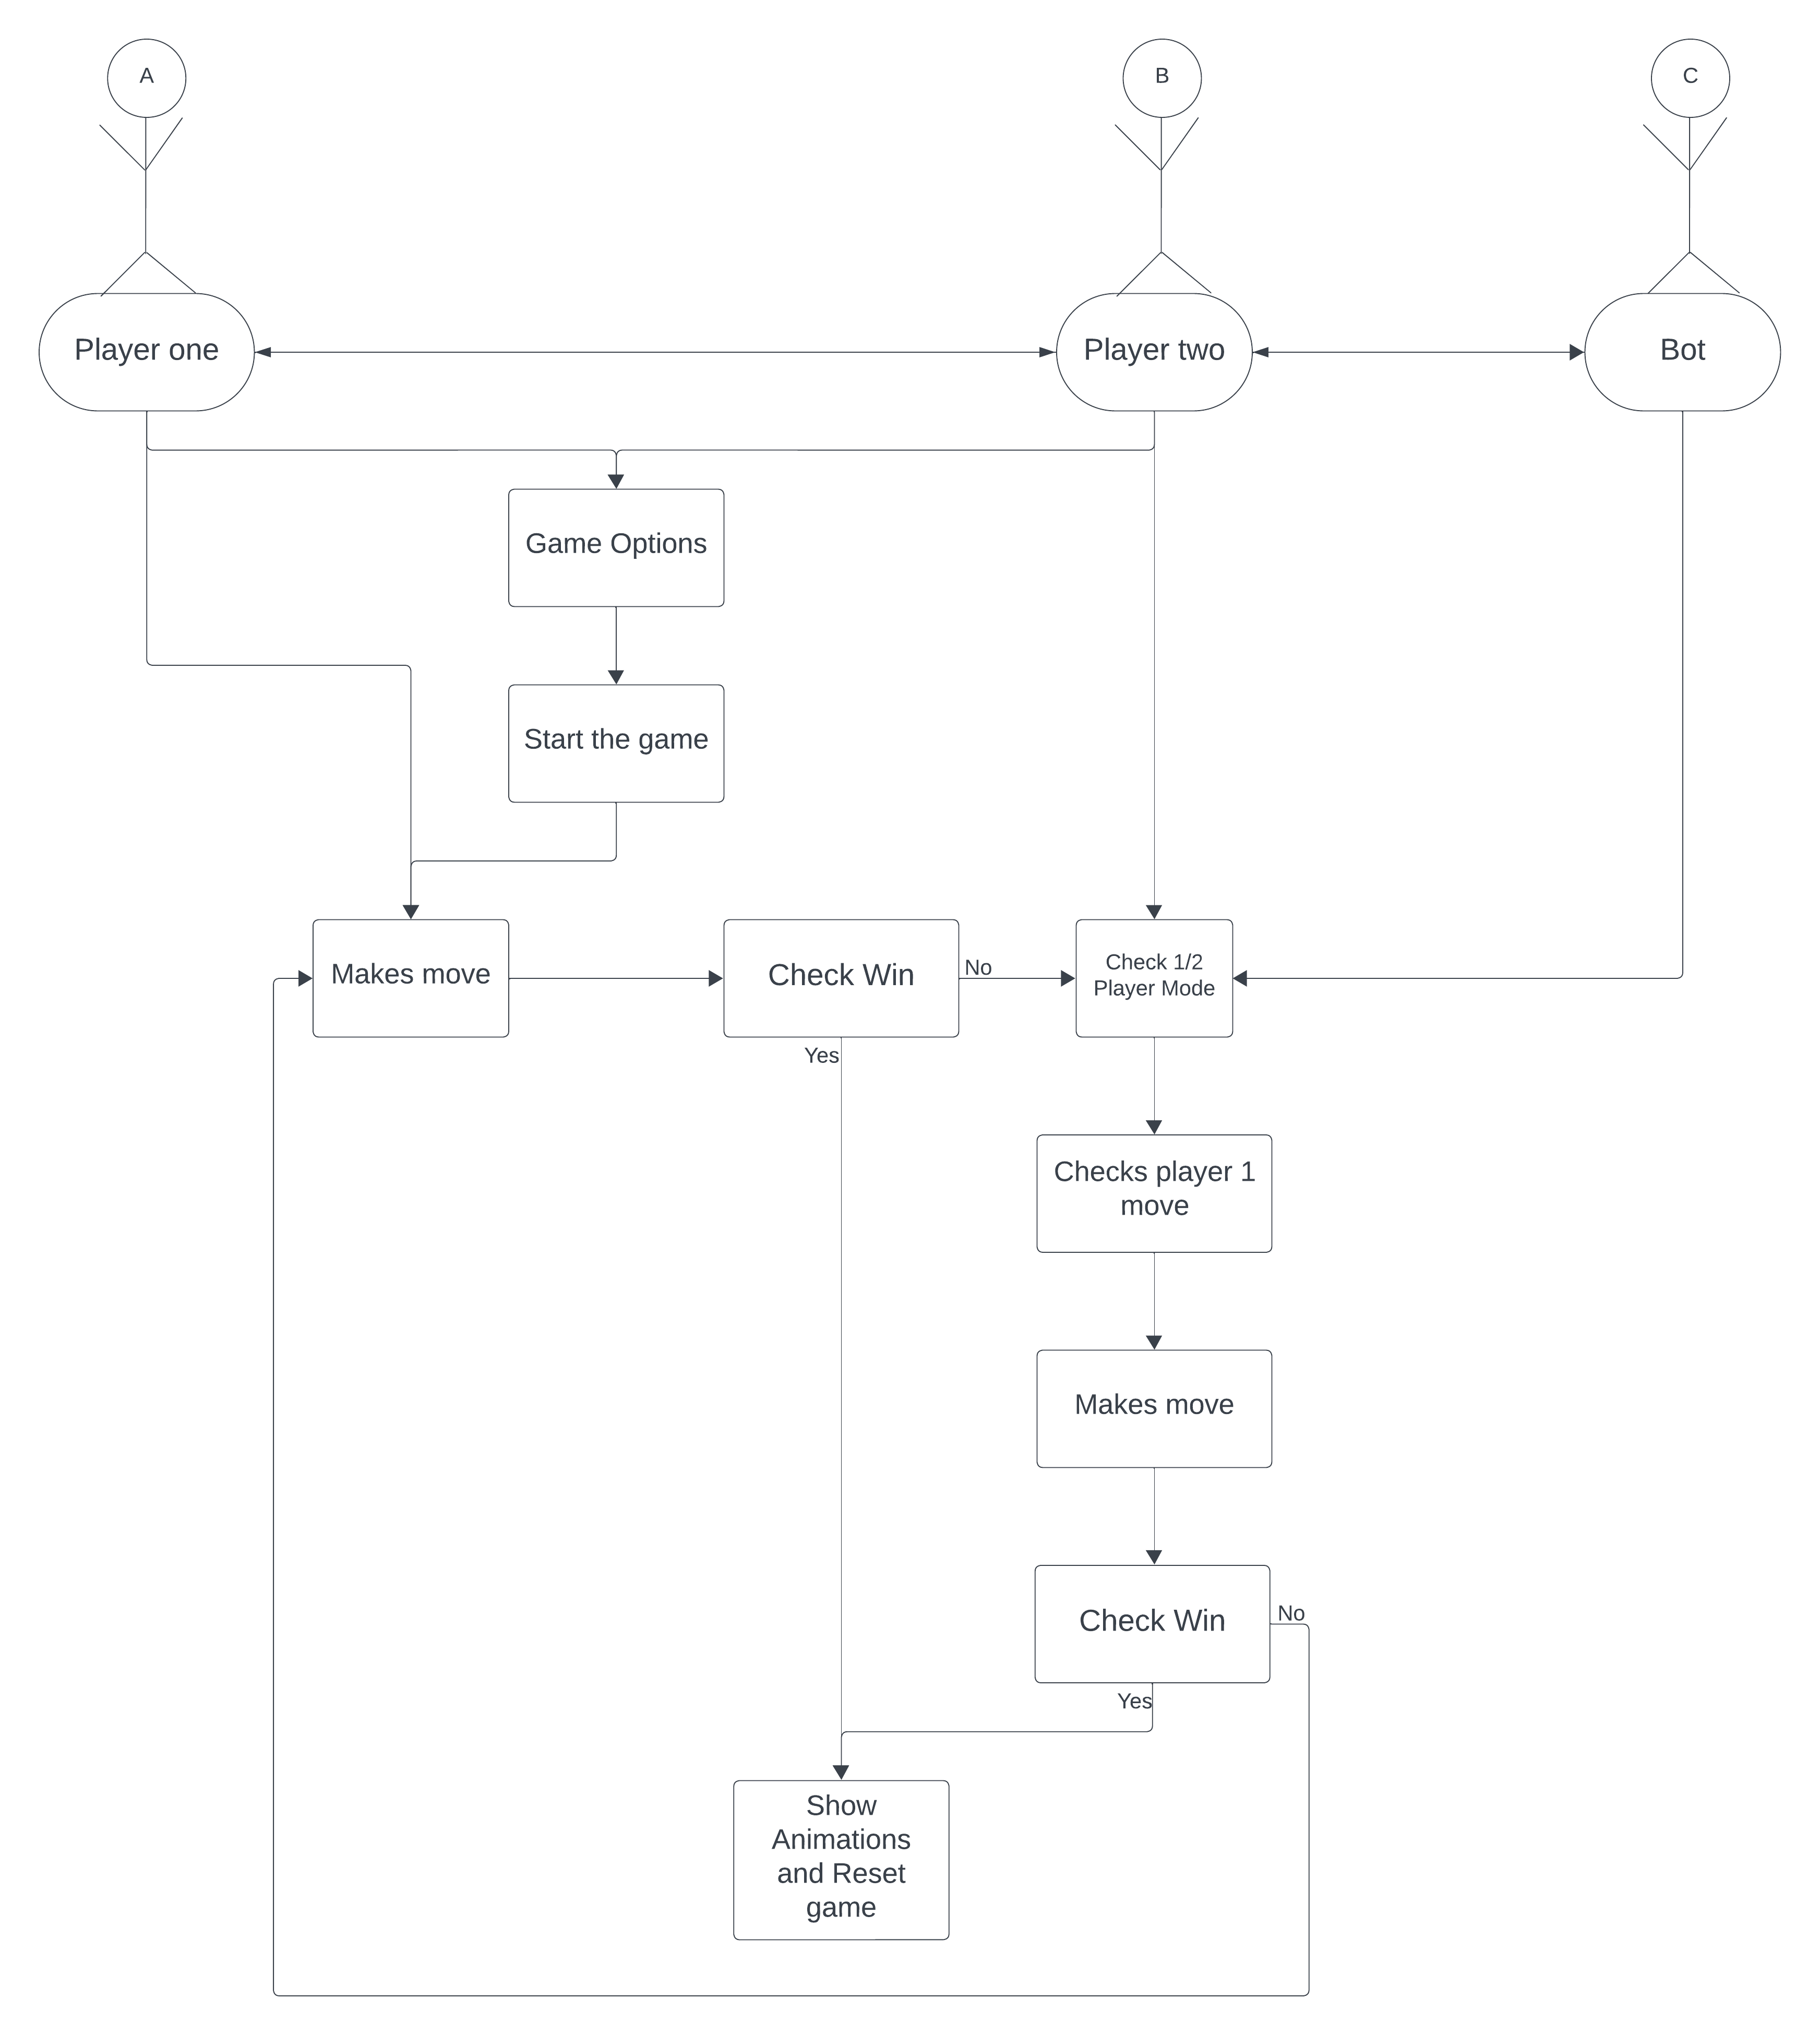 A
B
C
Player one
Player two
Bot
Game Options
Start the game
Makes move
Check Win
No
Check 1/2
Player Mode
Yes
Checks player 1
move
Makes move
Check Win
No
Yes
Show
Animations
and Reset
game